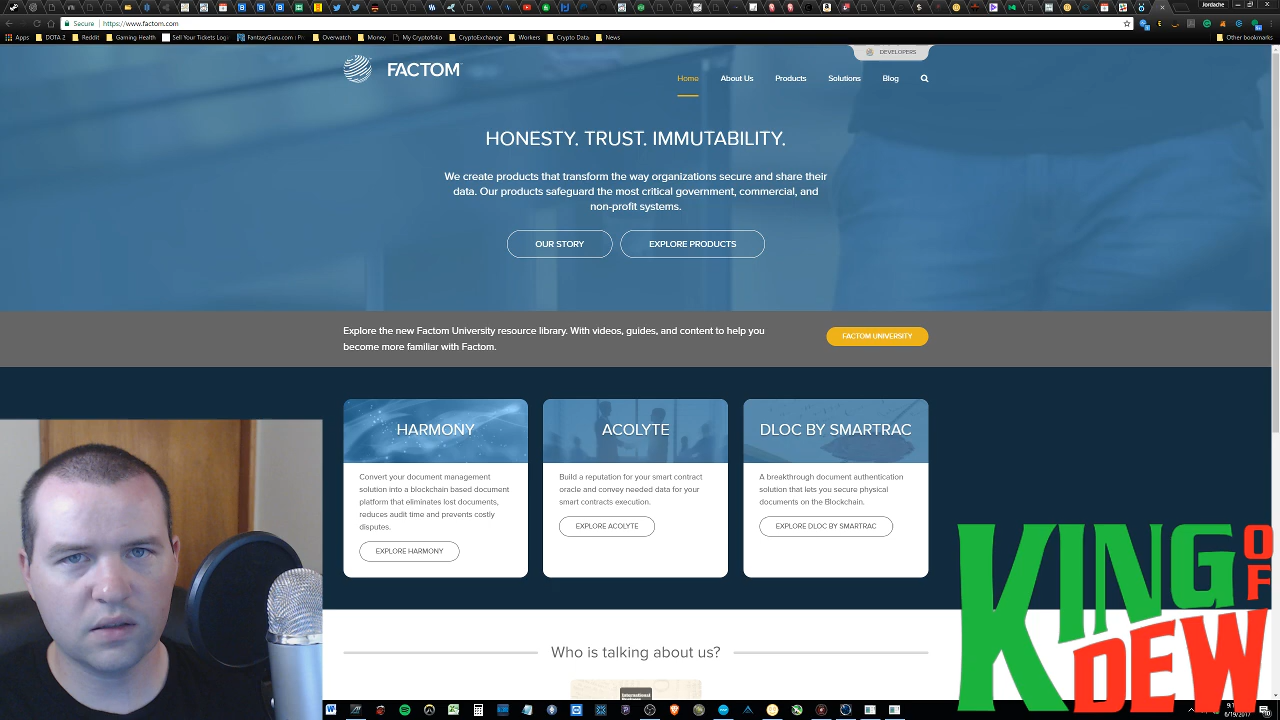 Jordache
Secure
https://www.factom.com
Apps
DOTA 2
Reddit
Gaming Health
Sell Your Tickets Log
FantasyGuru.com | Pr
Overwatch
Money
My Cryptofolio
CryptoExchange
Workers
Crypto Data
News
Other bookmarks
DEVELOPERS
FACTOM
Home
About Us
Products
Solutions
Blog
HONESTY. TRUST. IMMUTABILITY.
We create products that transform the way organizations secure and share their
data. Our products safeguard the most critical government, commercial, and
non-profit systems.
OUR STORY
EXPLORE PRODUCTS
Explore the new Factom University resource library. With videos, guides, and content to help you
become more familiar with Factom.
FACTOM UNIVERSITY
HARMONY
Convert your document management
solution into a blockchain based document
platform that eliminates lost documents,
reduces audit time and prevents costly
disputes.
EXPLORE HARMONY
ACOLYTE
Build a reputation for your smart contract
oracle and convey needed data for your
smart contracts execution.
EXPLORE ACOLYTE
DLOC BY SMARTRAC
A breakthrough document authentication
solution that lets you secure physical
documents on the Blockchain.
EXPLORE DLOC BY SMARTRAC
KING OF
DEW
Who is talking about us?
6/19/2017